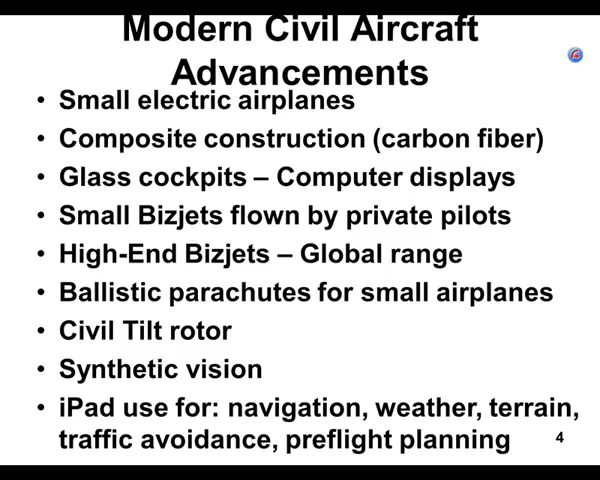 Modern Civil Aircraft
Advancements
• Small electric airplanes
• Composite construction (carbon fiber)
• Glass cockpits – Computer displays
• Small Bizjets flown by private pilots
• High-End Bizjets – Global range
• Ballistic parachutes for small airplanes
• Civil Tilt rotor
• Synthetic vision
• iPad use for: navigation, weather, terrain,
traffic avoidance, preflight planning
4